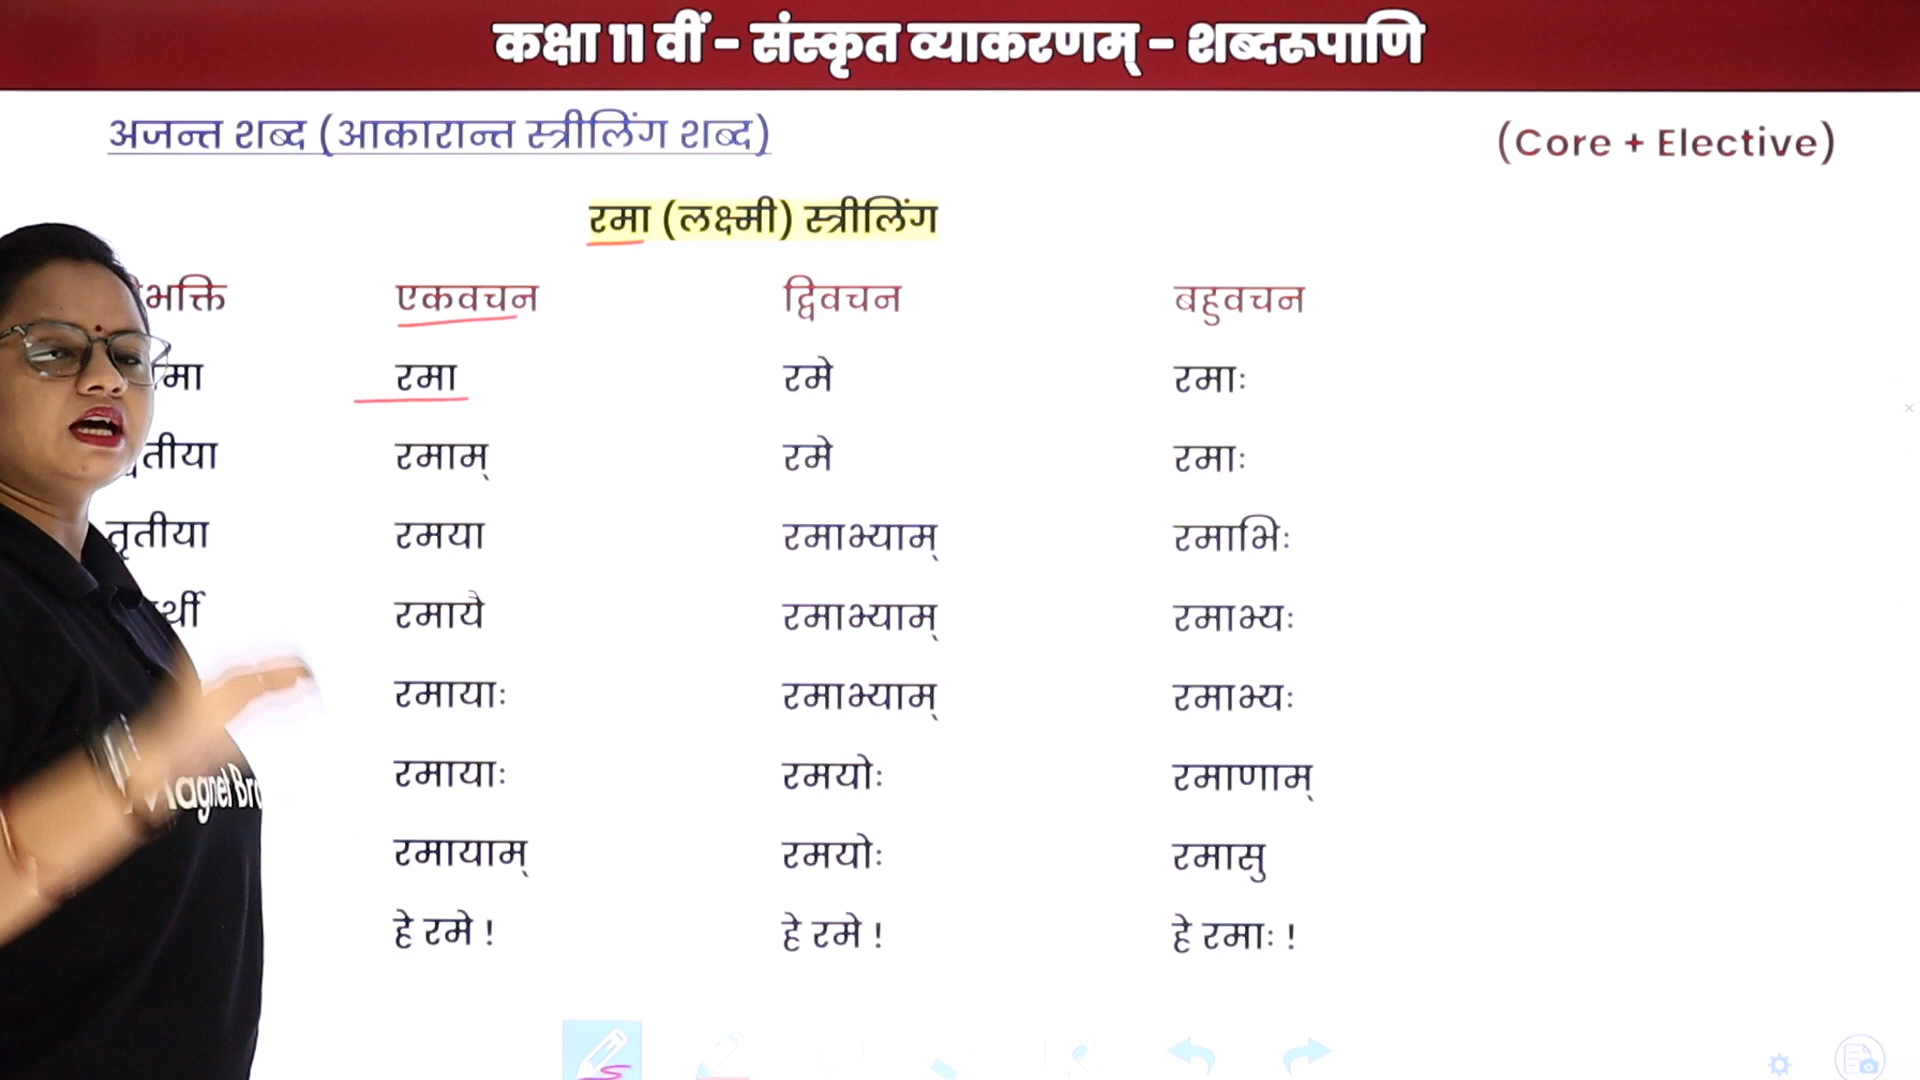 कक्षा 11 वीं - संस्कृत व्याकरणम् - शब्दरूपाणि
अजन्त शब्द (आकारान्त स्त्रीलिंग शब्द)
(Core + Elective)
रमा (लक्ष्मी) स्त्रीलिंग
एकवचन द्विवचन बहुवचन
रमा रमे रमाः
रमाम् रमे रमाः
तृतीया रमया रमाभ्याम् रमाभिः
रमायै रमाभ्याम् रमाभ्यः
रमायाः रमाभ्याम् रमाभ्यः
रमायाः रमयोः रमाणाम्
रमायाम् रमयोः रमासु
हे रमे ! हे रमे ! हे रमाः !